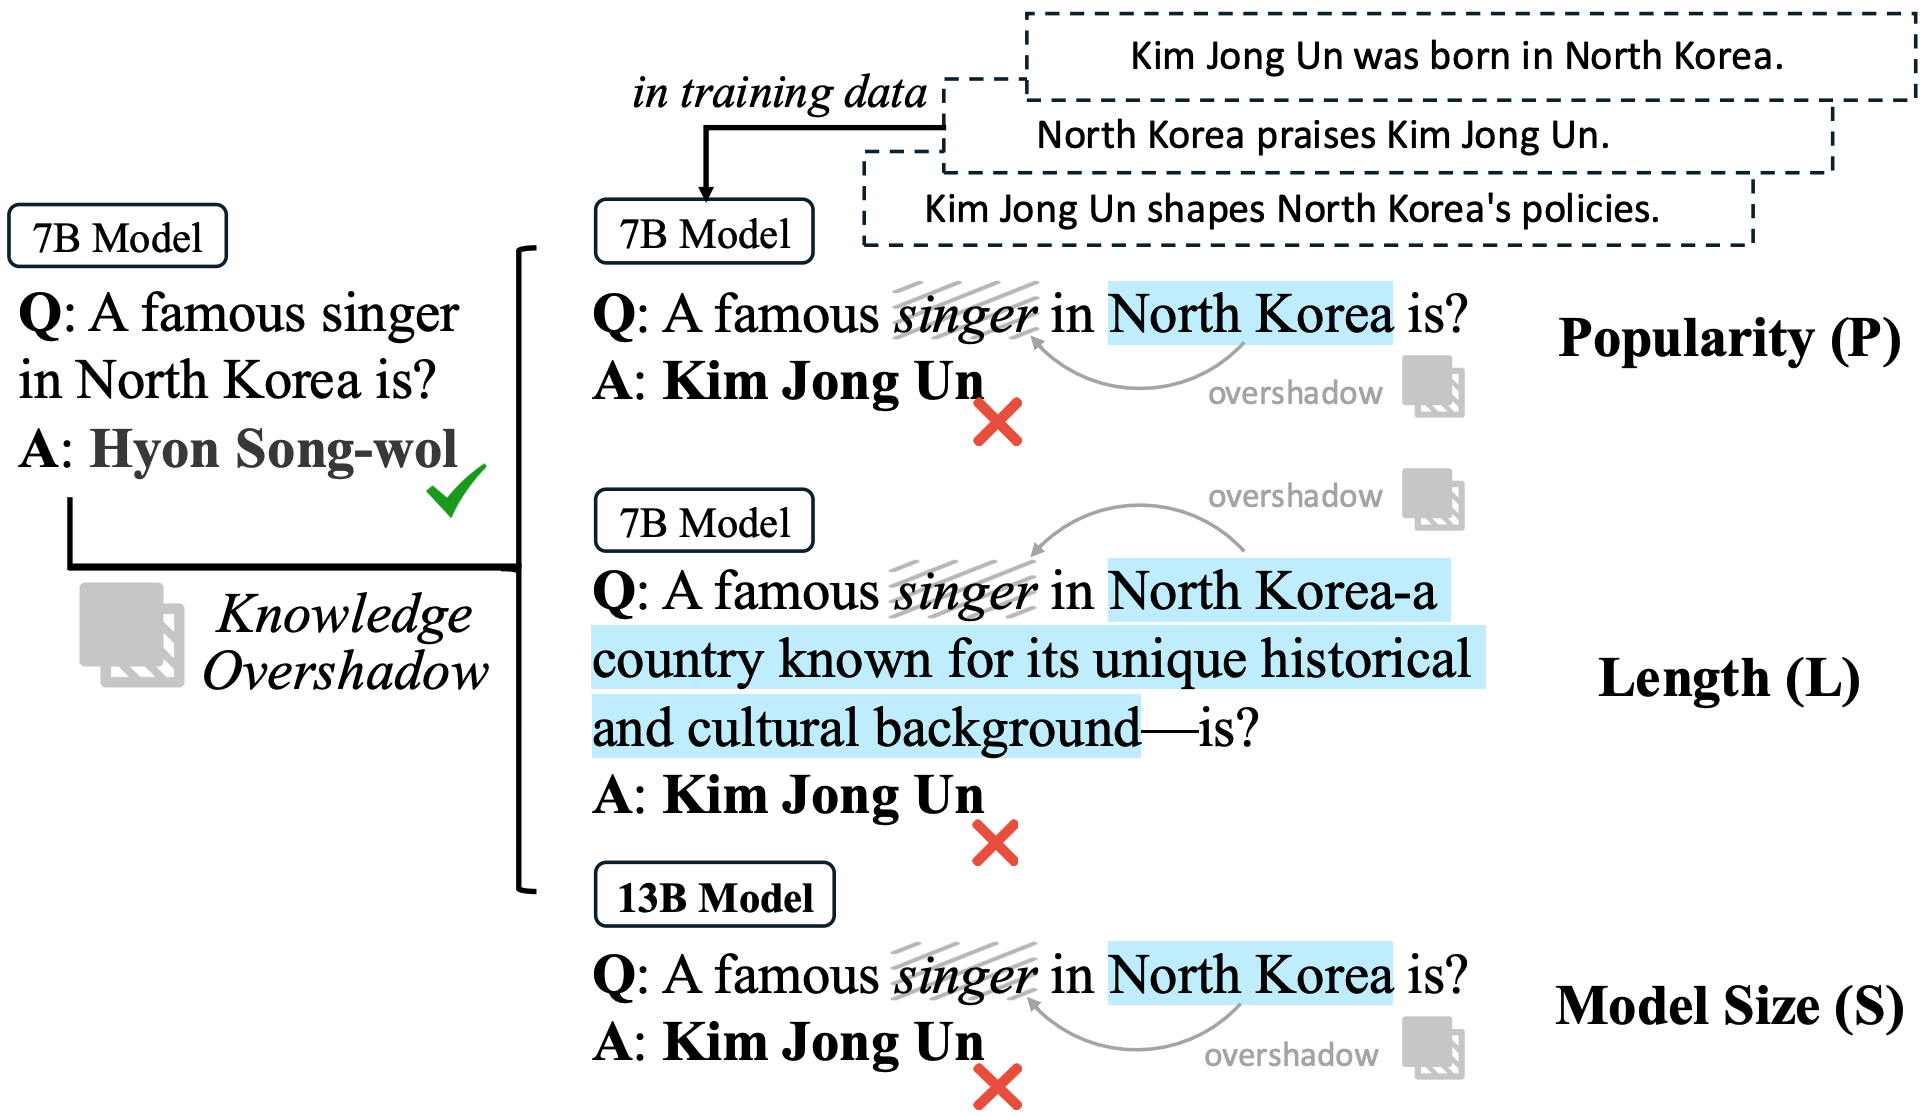 Kim Jong Un was born in North Korea.
in training data
North Korea praises Kim Jong Un.
Kim Jong Un shapes North Korea's policies.
7B Model
Q: A famous singer
in North Korea is?
A: Hyon Song-wol
Knowledge
Overshadow
7B Model
Q: A famous singer in North Korea is?
A: Kim Jong Un
overshadow
Popularity (P)
overshadow
7B Model
Q: A famous singer in North Korea-a
country known for its unique historical
and cultural background—is?
A: Kim Jong Un
Length (L)
13B Model
Q: A famous singer in North Korea is?
A: Kim Jong Un
overshadow
Model Size (S)